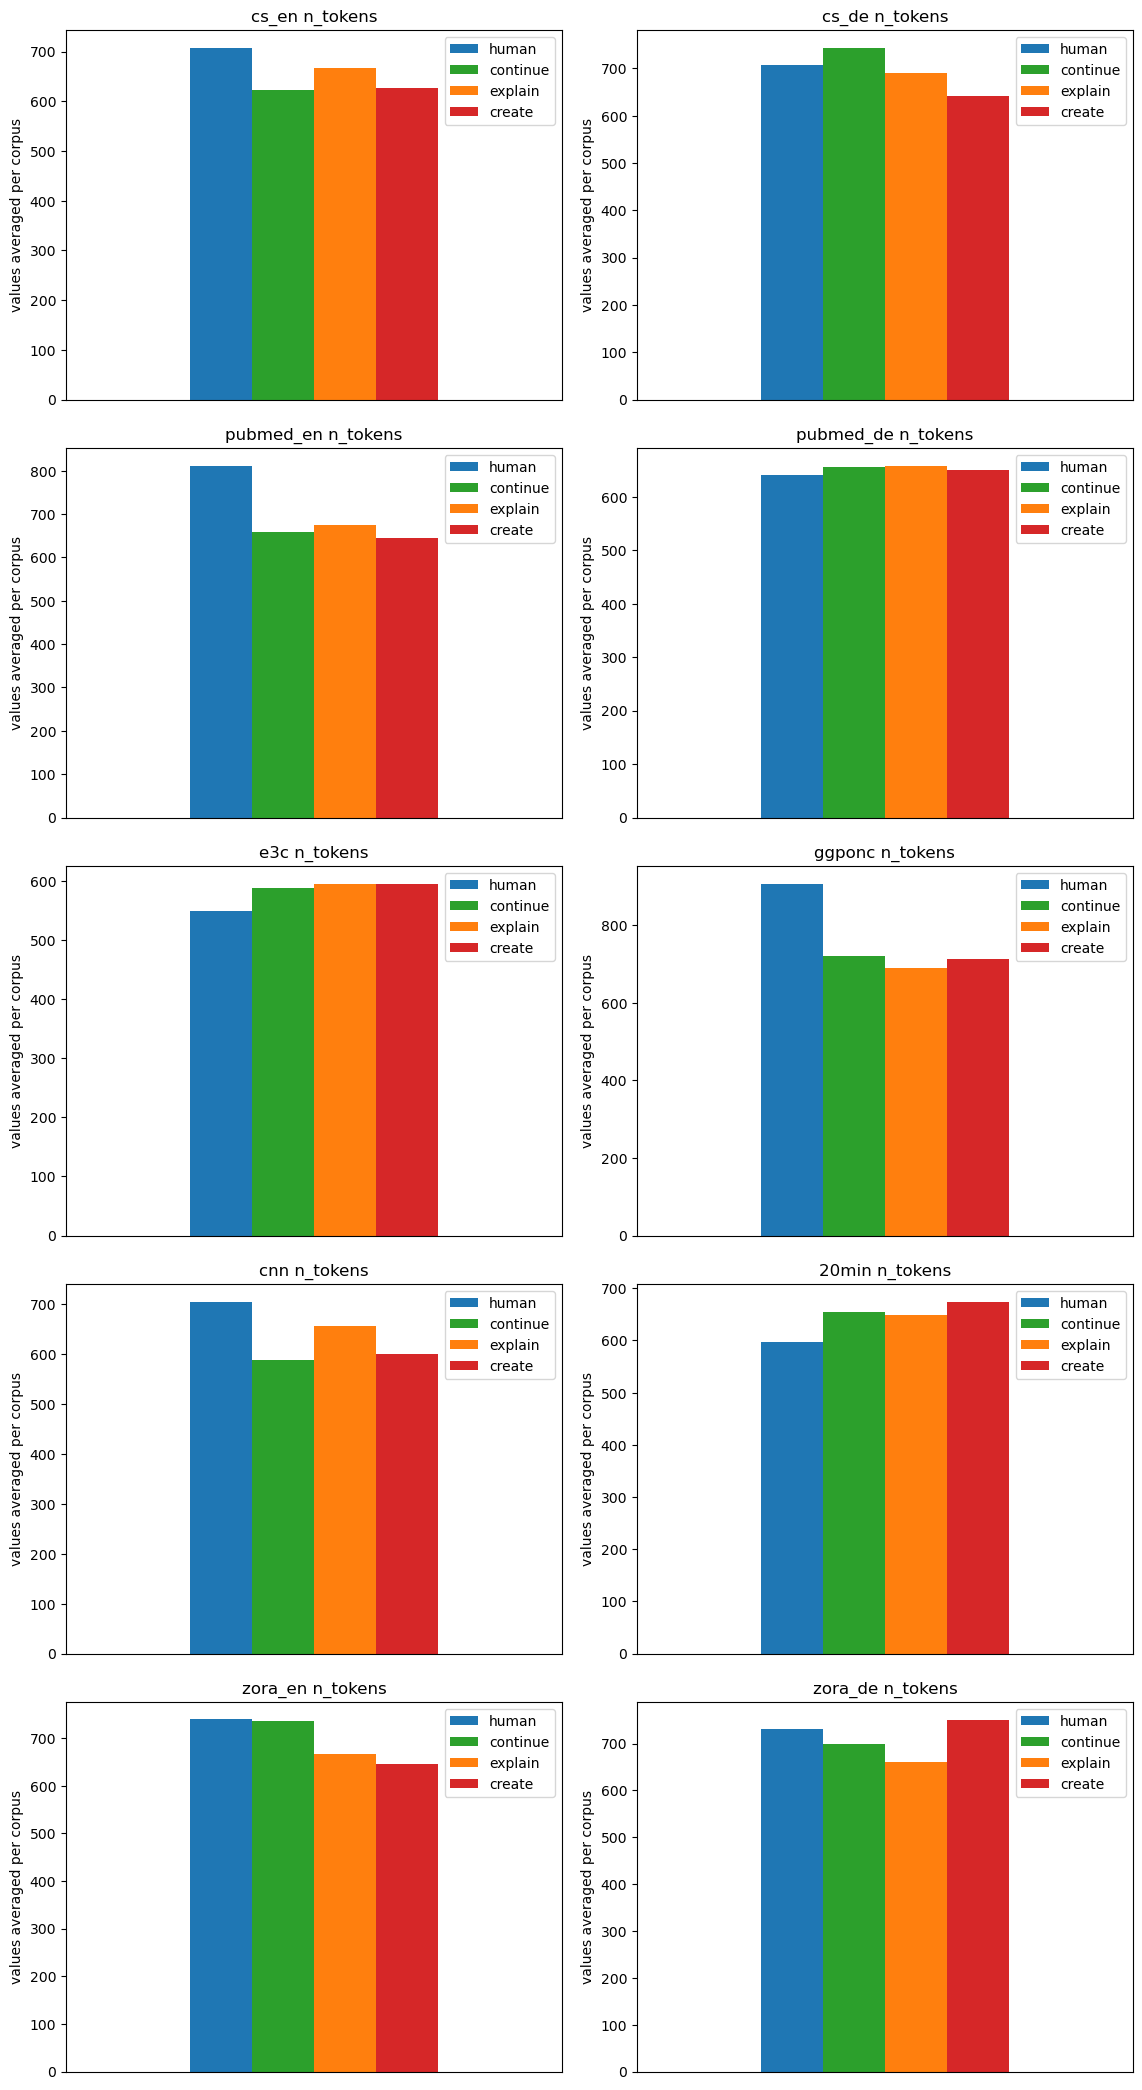 cs_en n_tokens
values averaged per corpus
700
600
500
400
300
200
100
0
human
continue
explain
create
cs_de n_tokens
values averaged per corpus
700
600
500
400
300
200
100
0
human
continue
explain
create
pubmed_en n_tokens
values averaged per corpus
800
700
600
500
400
300
200
100
0
human
continue
explain
create
pubmed_de n_tokens
values averaged per corpus
600
500
400
300
200
100
0
human
continue
explain
create
e3c n_tokens
values averaged per corpus
600
500
400
300
200
100
0
human
continue
explain
create
ggponc n_tokens
values averaged per corpus
800
600
400
200
0
human
continue
explain
create
cnn n_tokens
values averaged per corpus
700
600
500
400
300
200
100
0
human
continue
explain
create
20min n_tokens
values averaged per corpus
700
600
500
400
300
200
100
0
human
continue
explain
create
zora_en n_tokens
values averaged per corpus
700
600
500
400
300
200
100
0
human
continue
explain
create
zora_de n_tokens
values averaged per corpus
700
600
500
400
300
200
100
0
human
continue
explain
create